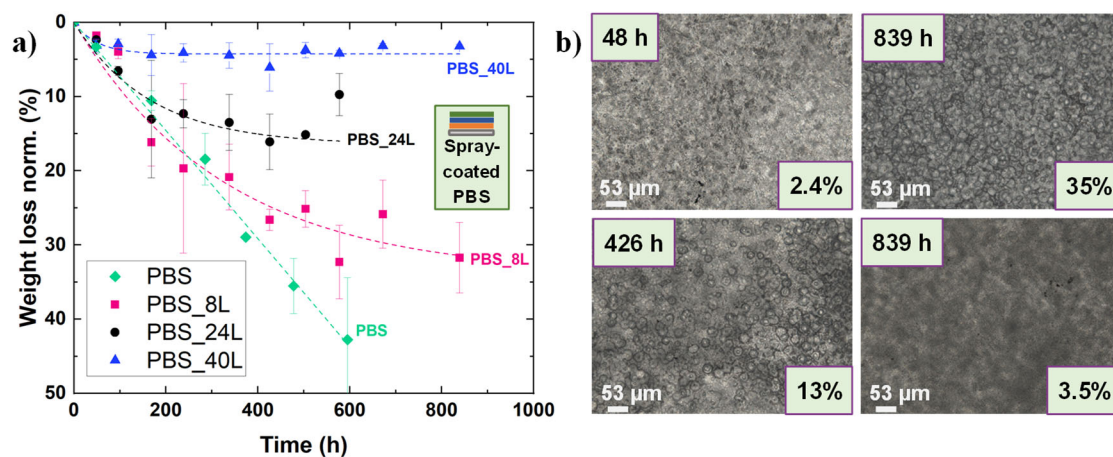 a)
Weight loss norm. (%)
0
10
20
30
40
50
0
200
400
600
800
1000
Time (h)
PBS_40L
PBS_24L
PBS_8L
PBS
Spray-
coated
PBS
PBS
PBS_8L
PBS_24L
PBS_40L
b)
48 h
53 µm
2.4%
839 h
53 µm
35%
426 h
53 µm
13%
839 h
53 µm
3.5%